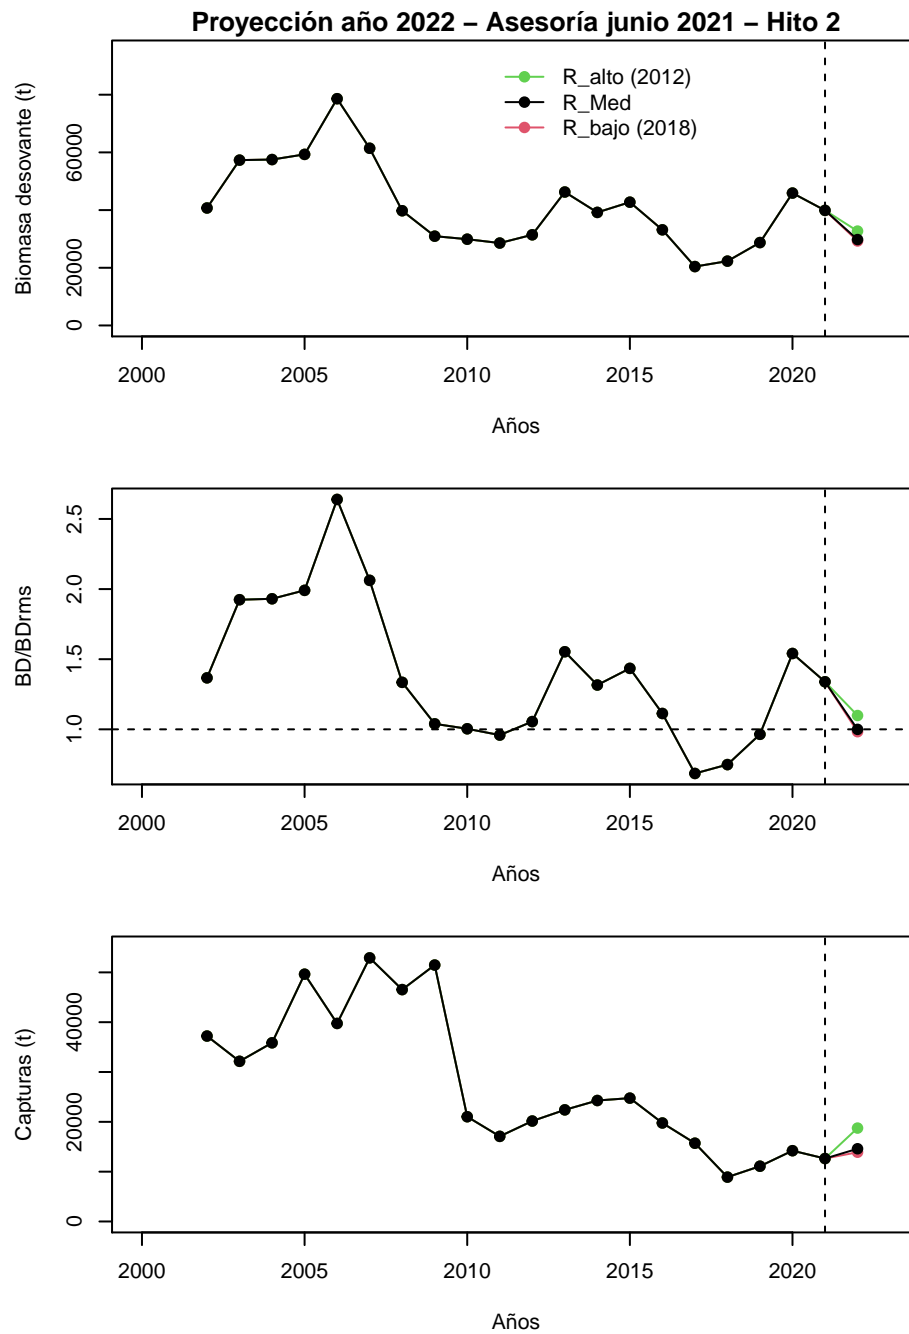 Proyección año 2022 – Asesoría junio 2021 – Hito 2
Biomasa desovante (t)
60000
20000
0
R_alto (2012)
R_Med
R_bajo (2018)
2000 2005 2010 2015 2020
Años
BD/BDrms
2.5
2.0
1.5
1.0
2000 2005 2010 2015 2020
Años
Capturas (t)
40000
20000
0
2000 2005 2010 2015 2020
Años